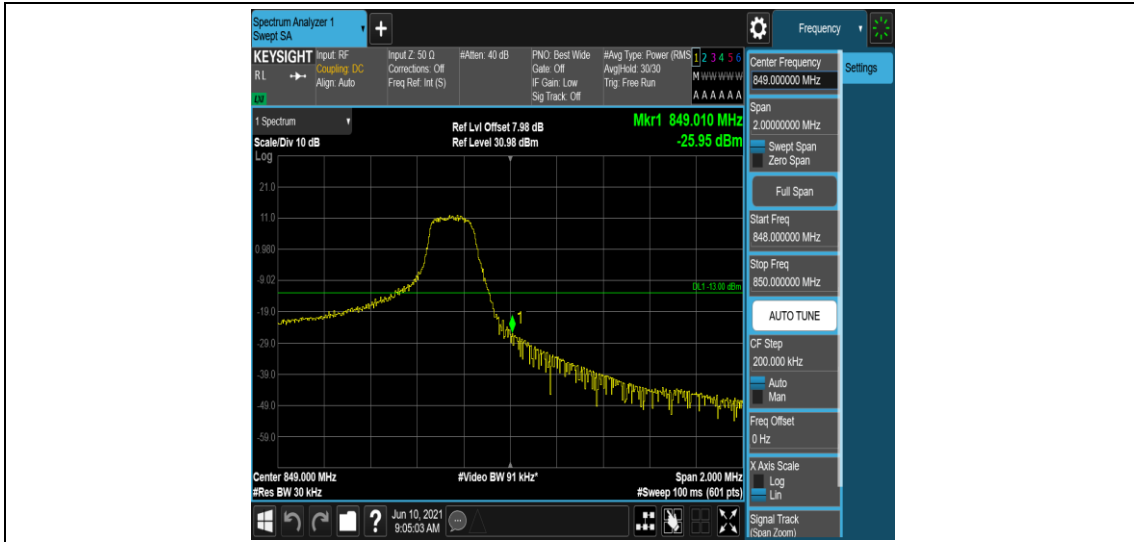 Spectrum Analyzer 1
Swept SA
+
Frequency
KEYSIGHT
RL
LXI
Input: RF
Coupling: DC
Align: Auto
Input Z: 50 Ω
Corrections: Off
Freq Ref: Int (S)
#Atten: 40 dB
PNO: Best Wide
Gate: Off
IF Gain: Low
Sig Track: Off
#Avg Type: Power (RMS
Avg|Hold: 30/30
Trig: Free Run
1 2 3 4 5 6
M W W W W W
A A A A A A
1 Spectrum
Scale/Div 10 dB
Log
Ref Lvl Offset 7.98 dB
Ref Level 30.98 dBm
Mkr1 849.010 MHz
-25.95 dBm
21.0
11.0
0.980
-9.02
-19.0
-29.0
-39.0
-49.0
-59.0
DL1 -13.00 dBm
1
Center 849.000 MHz
#Res BW 30 kHz
#Video BW 91 kHz*
Span 2.000 MHz
#Sweep 100 ms (601 pts)
Center Frequency
849.000000 MHz
Settings
Span
2.00000000 MHz
Swept Span
Zero Span
Full Span
Start Freq
848.000000 MHz
Stop Freq
850.000000 MHz
AUTO TUNE
CF Step
200.000 kHz
Auto
Man
Freq Offset
0 Hz
X Axis Scale
Log
Lin
Signal Track
(Span Zoom)
?
Jun 10, 2021
9:05:03 AM